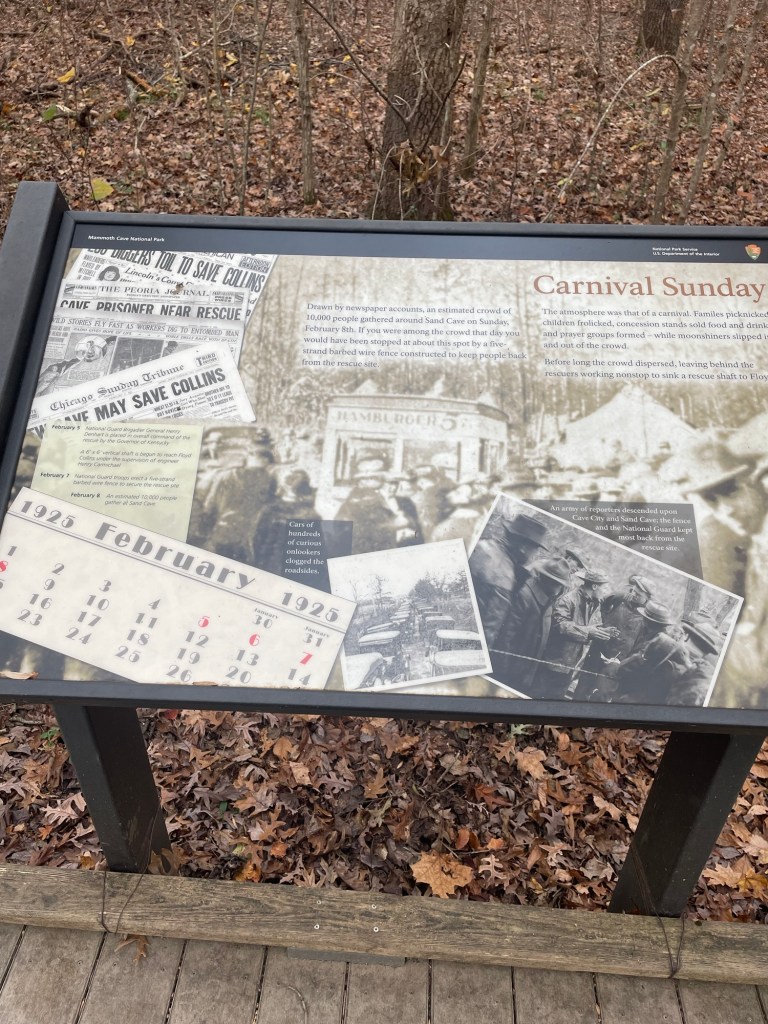 Mammoth Cave National Park
National Park Service
U.S. Department of the Interior
Carnival Sunday
Drawn by newspaper accounts, an estimated crowd of
10,000 people gathered around Sand Cave on Sunday,
February 8th. If you were among the crowd that day you
would have been stopped at about this spot by a five-
strand barbed wire fence constructed to keep people back
from the rescue site.
The atmosphere was that of a carnival. Familes picnicked
children frolicked, concession stands sold food and drink
and prayer groups formed – while moonshiners slipped i
and out of the crowd.
Before long the crowd dispersed, leaving behind the
rescuers working nonstop to sink a rescue shaft to Floy
DIGGERS TOIL TO SAVE COLLINS
Lincoln's
THE PEORIA JOURNAL
CAVE PRISONER NEAR RESCUE
WILD STORIES FLY FAST AS WORKERS DIG TO ENTOMBED MAN
Chicago Sunday Tribune
THIRD
MAY SAVE COLLINS
HAMBURGER 5¢
February 5 National Guard Brigadier General Henry
Denhardt is placed in overall command of the
rescue by the Governor of Kentucky
A 6' x 6' vertical shaft is begun to reach Floyd
Collins under the supervision of engineer
Henry Carmichael
February 7 National Guard troops erect a five-strand
barbed wire fence to secure the rescue site
February 8 An estimated 10,000 people
gather at Sand Cave
Cars of
hundreds
of curious
onlookers
clogged the
roadsides.
An army of reporters descended upon
Cave City and Sand Cave; the fence
and the National Guard kept
most back from the
rescue site.
1925 February 1925
January January
30 31
1 2 3 4 5 6 7
8 9 10 11 12 13 14
16 17 18 19 20
23 24 25 26